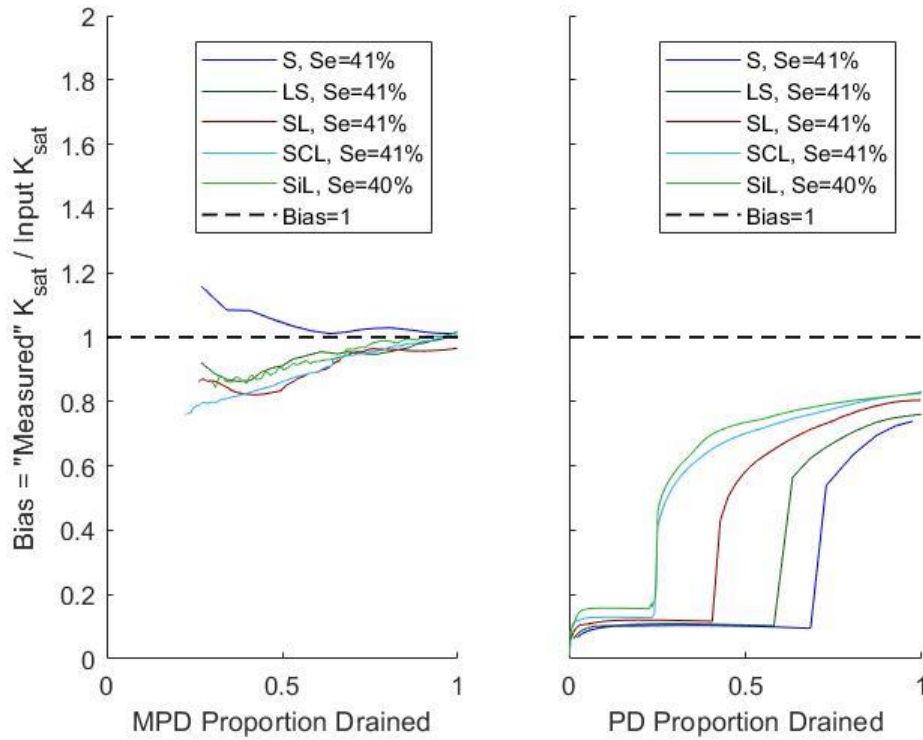 Bias = "Measured" K_sat / Input K_sat
2
1.8
1.6
1.4
1.2
1
0.8
0.6
0.4
0.2
0
S, Se=41%
LS, Se=41%
SL, Se=41%
SCL, Se=41%
SiL, Se=40%
Bias=1
0 0.5 1
MPD Proportion Drained
S, Se=41%
LS, Se=41%
SL, Se=41%
SCL, Se=41%
SiL, Se=40%
Bias=1
0 0.5 1
PD Proportion Drained